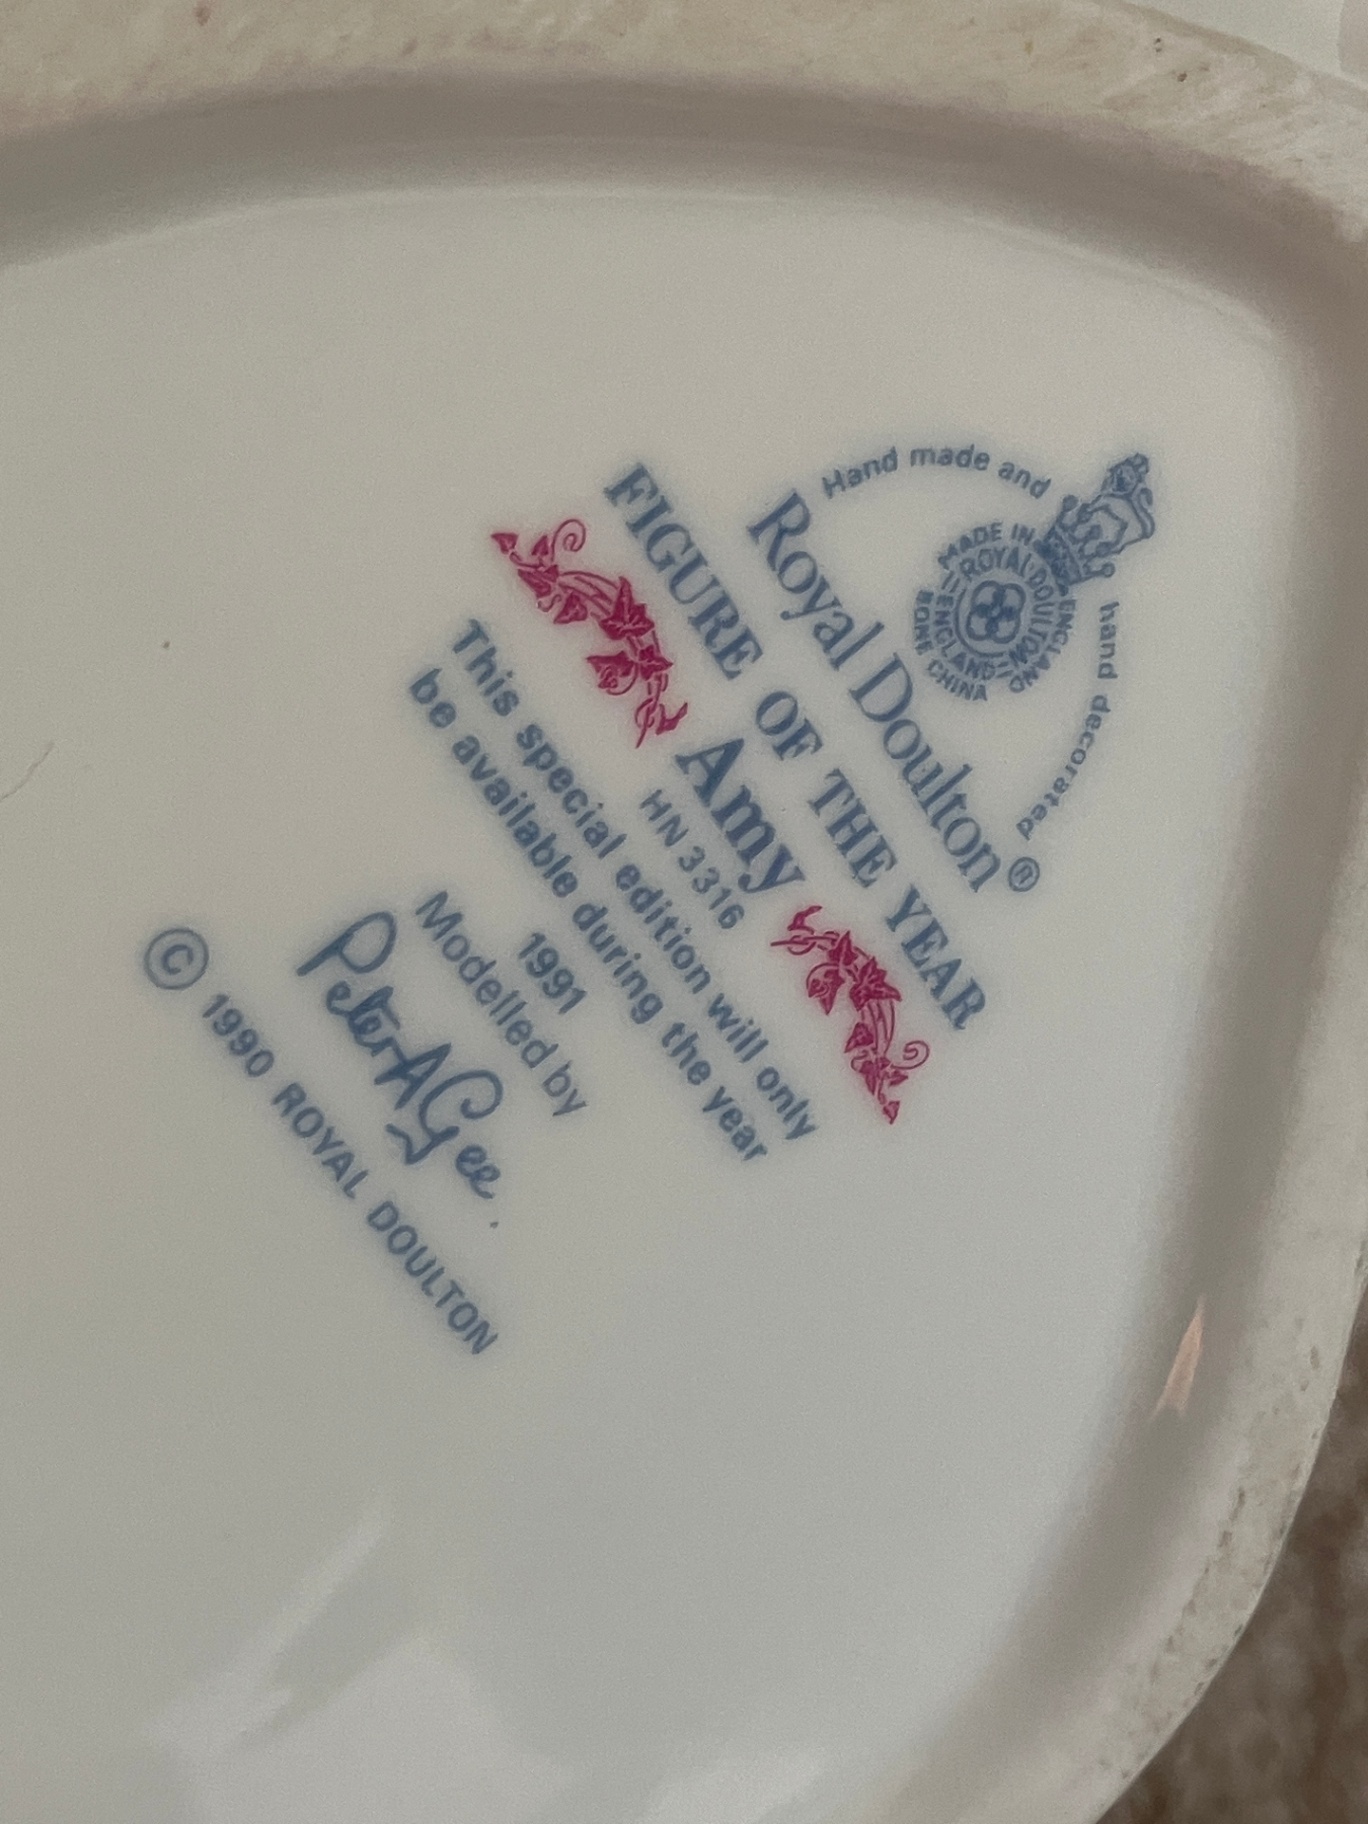 Hand made and hand decorated
MADE IN ENGLAND
ROYAL DOULTON
ENGLAND
BONE CHINA
Royal Doulton®
FIGURE OF THE YEAR
Amy
HN 3316
This special edition will only
be available during the year
1991
Modelled by
Peter A Gee.
© 1990 ROYAL DOULTON